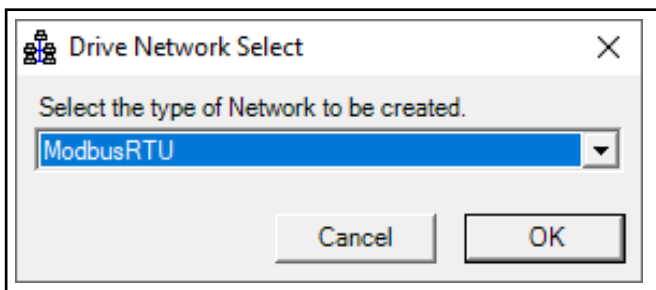 Drive Network Select
Select the type of Network to be created.
ModbusRTU
Cancel OK